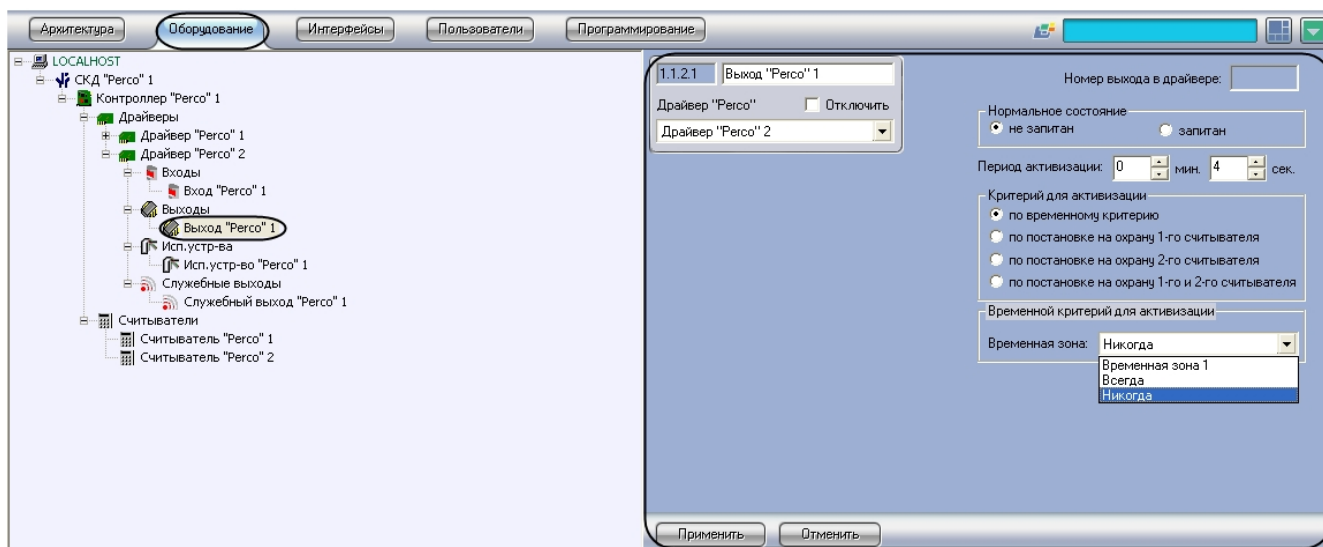 Архитектура
Оборудование
Интерфейсы
Пользователи
Программирование
LOCALHOST
СКД "Perco" 1
Контроллер "Perco" 1
Драйверы
Драйвер "Perco" 1
Драйвер "Perco" 2
Входы
Вход "Perco" 1
Выходы
Выход "Perco" 1
Исп.устр-ва
Исп.устр-во "Perco" 1
Служебные выходы
Служебный выход "Perco" 1
Считыватели
Считыватель "Perco" 1
Считыватель "Perco" 2
1.1.2.1 Выход "Perco" 1
Драйвер "Perco" Отключить
Драйвер "Perco" 2
Номер выхода в драйвере:
Нормальное состояние
не запитан запитан
Период активизации: 0 мин. 4 сек.
Критерий для активизации
по временному критерию
по постановке на охрану 1-го считывателя
по постановке на охрану 2-го считывателя
по постановке на охрану 1-го и 2-го считывателя
Временной критерий для активизации
Временная зона: Никогда
Временная зона 1
Всегда
Никогда
Применить Отменить